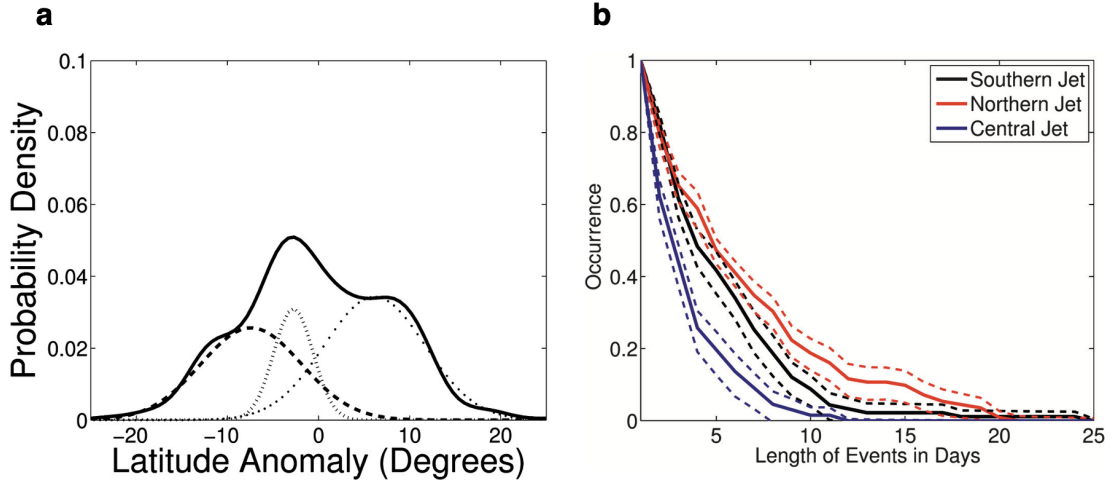 a
Probability Density
0.1
0.08
0.06
0.04
0.02
0
−20 −10 0 10 20
Latitude Anomaly (Degrees)
b
Occurrence
1
0.8
0.6
0.4
0.2
0
5 10 15 20 25
Length of Events in Days
Southern Jet
Northern Jet
Central Jet